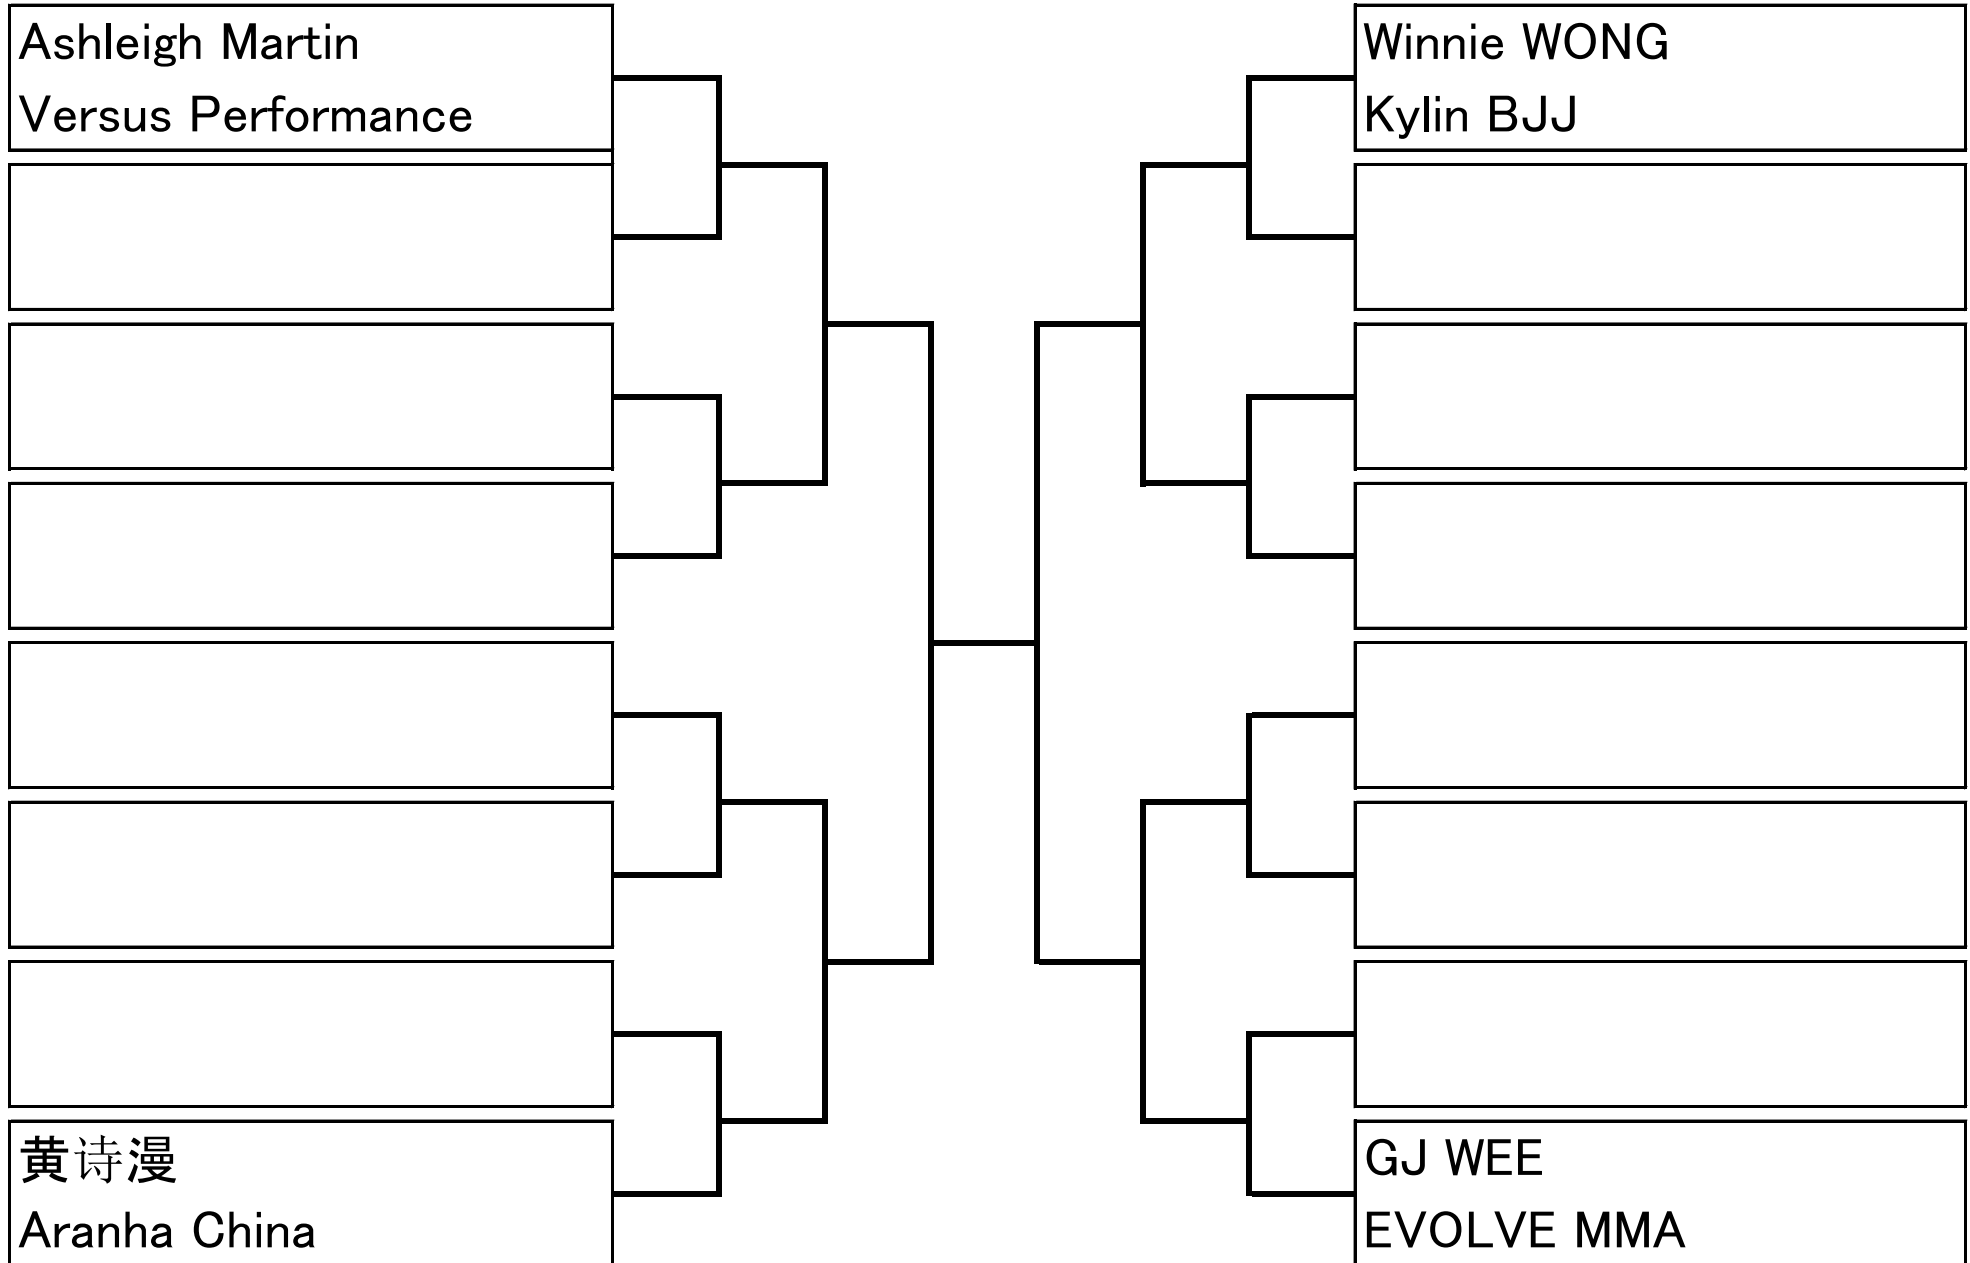 Ashleigh Martin
Versus Performance
黄诗漫
Aranha China
Winnie WONG
Kylin BJJ
GJ WEE
EVOLVE MMA